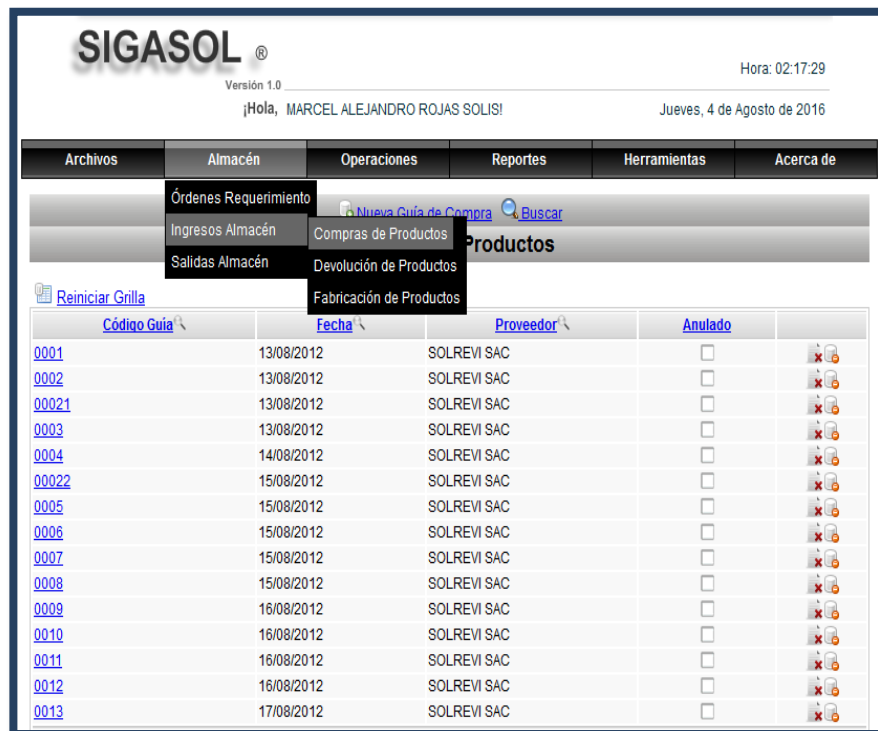 SIGASOL ®
Hora: 02:17:29
Versión 1.0
¡Hola, MARCEL ALEJANDRO ROJAS SOLIS! Jueves, 4 de Agosto de 2016
Archivos Almacén Operaciones Reportes Herramientas Acerca de
Órdenes Requerimiento
Nueva Guía de Compra Buscar
Ingresos Almacén Compras de Productos
Productos
Salidas Almacén Devolución de Productos
Fabricación de Productos
Reiniciar Grilla
Código Guía Fecha Proveedor Anulado
0001 13/08/2012 SOLREVI SAC
0002 13/08/2012 SOLREVI SAC
00021 13/08/2012 SOLREVI SAC
0003 13/08/2012 SOLREVI SAC
0004 14/08/2012 SOLREVI SAC
00022 15/08/2012 SOLREVI SAC
0005 15/08/2012 SOLREVI SAC
0006 15/08/2012 SOLREVI SAC
0007 15/08/2012 SOLREVI SAC
0008 15/08/2012 SOLREVI SAC
0009 16/08/2012 SOLREVI SAC
0010 16/08/2012 SOLREVI SAC
0011 16/08/2012 SOLREVI SAC
0012 16/08/2012 SOLREVI SAC
0013 17/08/2012 SOLREVI SAC